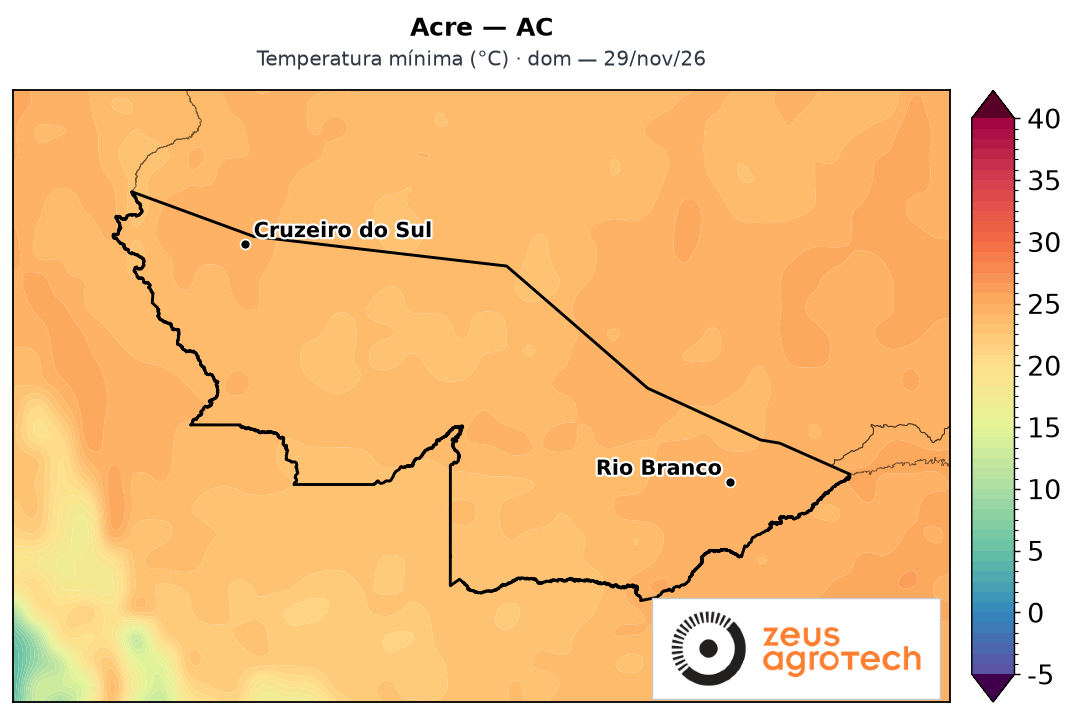 Acre — AC
Temperatura mínima (°C) · dom — 29/nov/26
Cruzeiro do Sul
Rio Branco
40
35
30
25
20
15
10
5
0
-5
zeus
agrotech